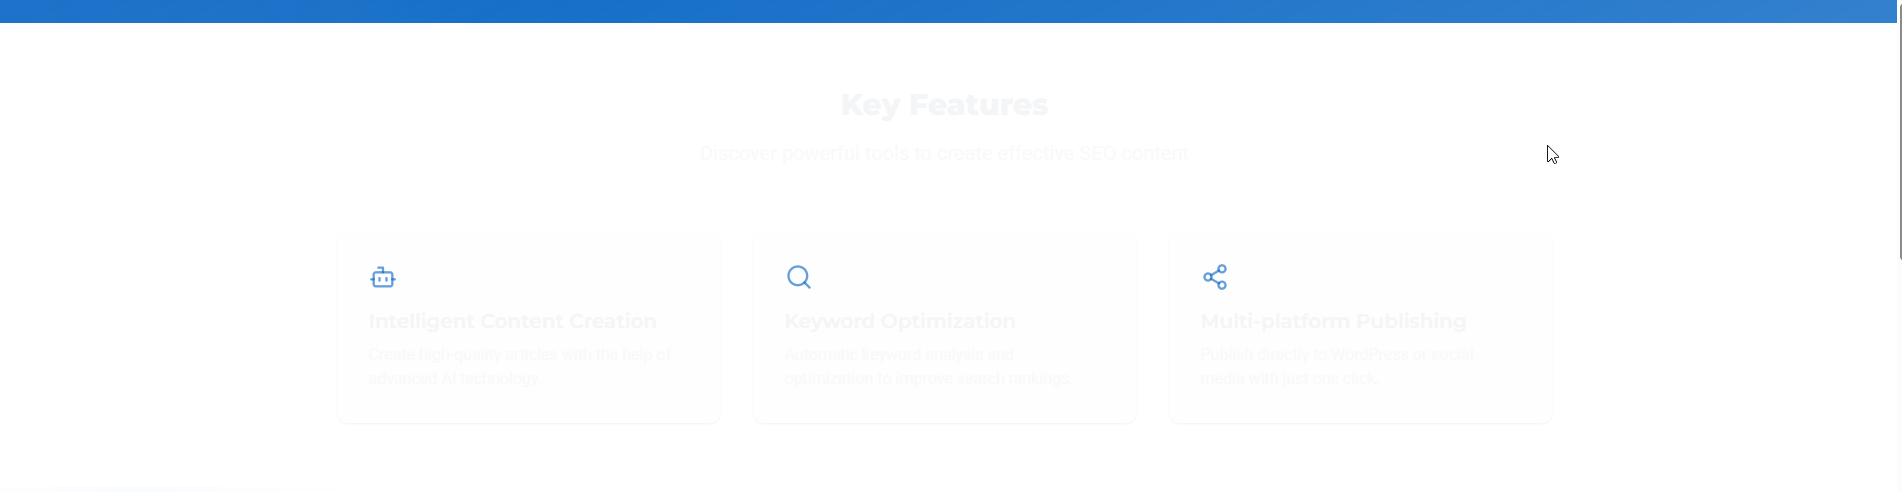 Key Features
Discover powerful tools to create effective SEO content
Intelligent Content Creation
Create high-quality articles with the help of
advanced AI technology.
Keyword Optimization
Automatic keyword analysis and
optimization to improve search rankings.
Multi-platform Publishing
Publish directly to WordPress or social
media with just one click.